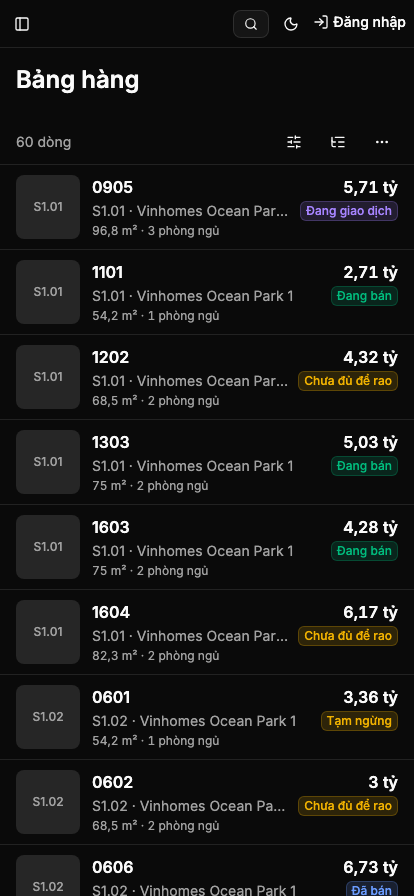 Đăng nhập
Bảng hàng
60 dòng
S1.01
0905
5,71 tỷ
S1.01 · Vinhomes Ocean Par...
Đang giao dịch
96,8 m² · 3 phòng ngủ
S1.01
1101
2,71 tỷ
S1.01 · Vinhomes Ocean Park 1
Đang bán
54,2 m² · 1 phòng ngủ
S1.01
1202
4,32 tỷ
S1.01 · Vinhomes Ocean Par...
Chưa đủ để rao
68,5 m² · 2 phòng ngủ
S1.01
1303
5,03 tỷ
S1.01 · Vinhomes Ocean Park 1
Đang bán
75 m² · 2 phòng ngủ
S1.01
1603
4,28 tỷ
S1.01 · Vinhomes Ocean Park 1
Đang bán
75 m² · 2 phòng ngủ
S1.01
1604
6,17 tỷ
S1.01 · Vinhomes Ocean Par...
Chưa đủ để rao
82,3 m² · 2 phòng ngủ
S1.02
0601
3,36 tỷ
S1.02 · Vinhomes Ocean Park 1
Tạm ngừng
54,2 m² · 1 phòng ngủ
S1.02
0602
3 tỷ
S1.02 · Vinhomes Ocean Pa...
Chưa đủ để rao
68,5 m² · 2 phòng ngủ
S1.02
0606
6,73 tỷ
S1.02 · Vinhomes Ocean Park 1
Đã bán